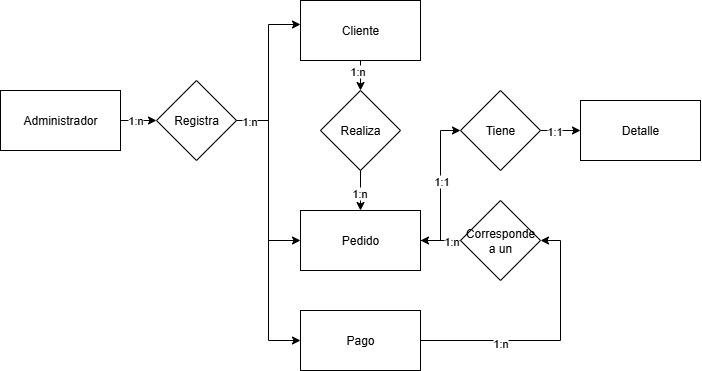 Cliente
1:n
Administrador
1:n
Registra
1:n
Realiza
Tiene
1:1
Detalle
1:1
1:n
Pedido
1:n
Corresponde
a un
Pago
1:n